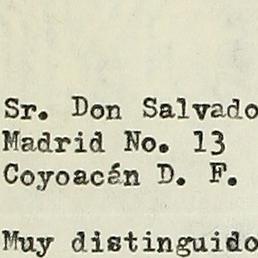 Sr. Don Salvado
Madrid No. 13
Coyoacán D. F.
Muy distinguido